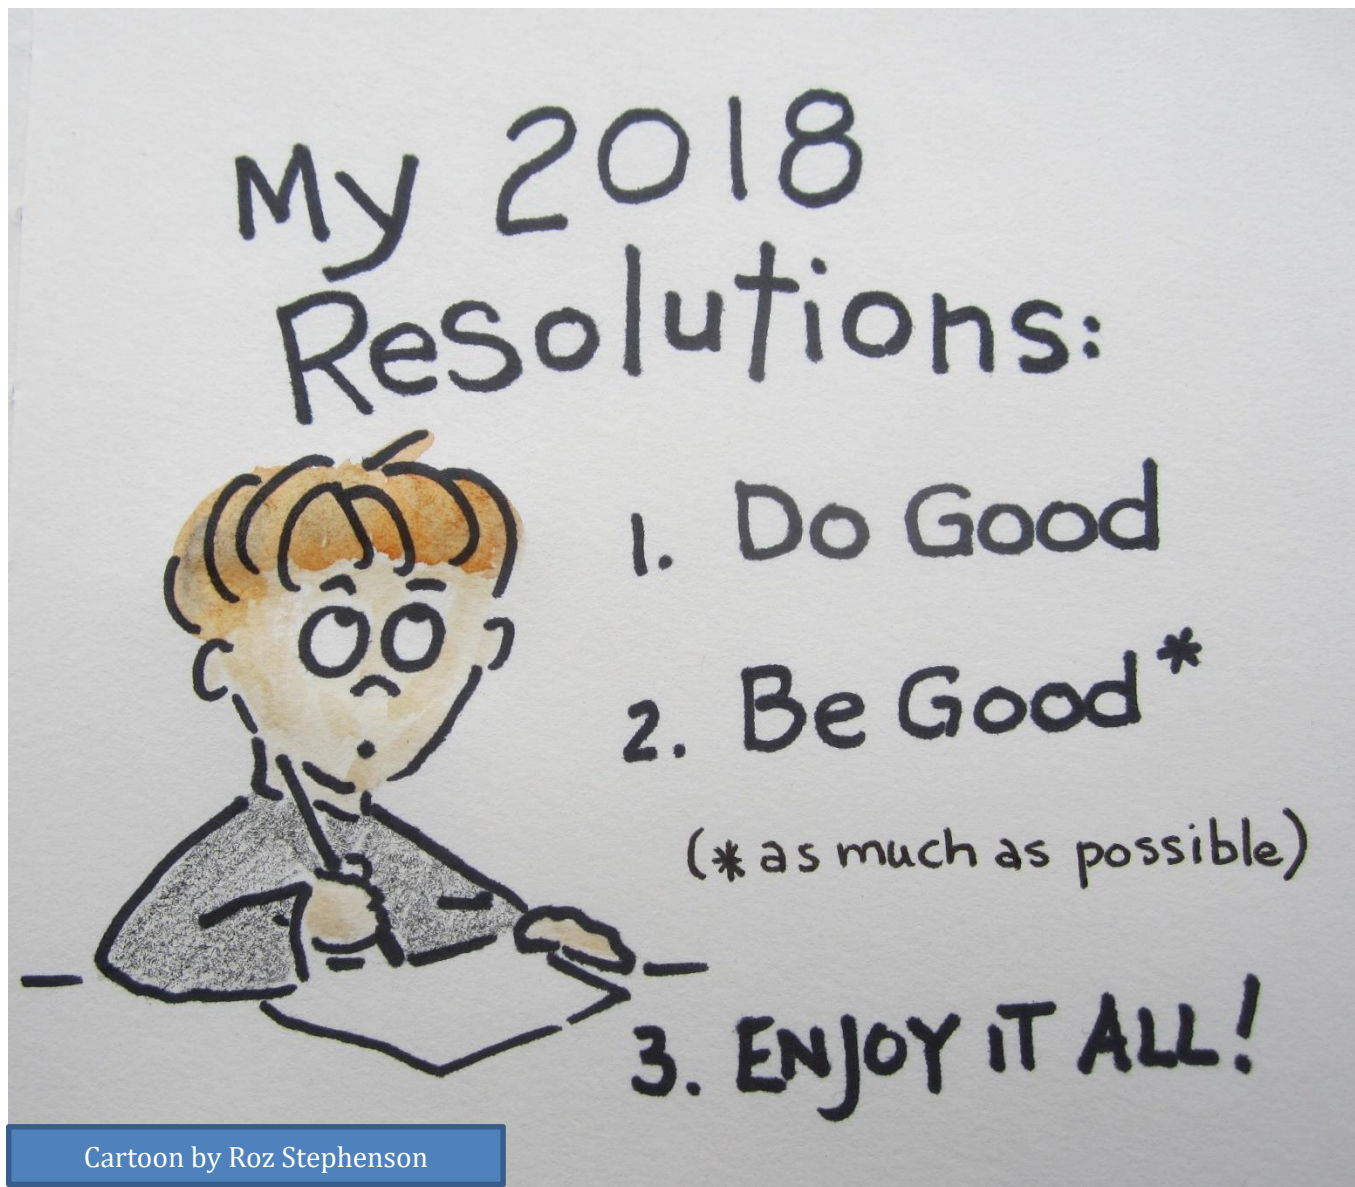 My 2018
Resolutions:
1. Do Good
2. Be Good*
(* as much as possible)
3. ENJOY iT ALL!
Cartoon by Roz Stephenson